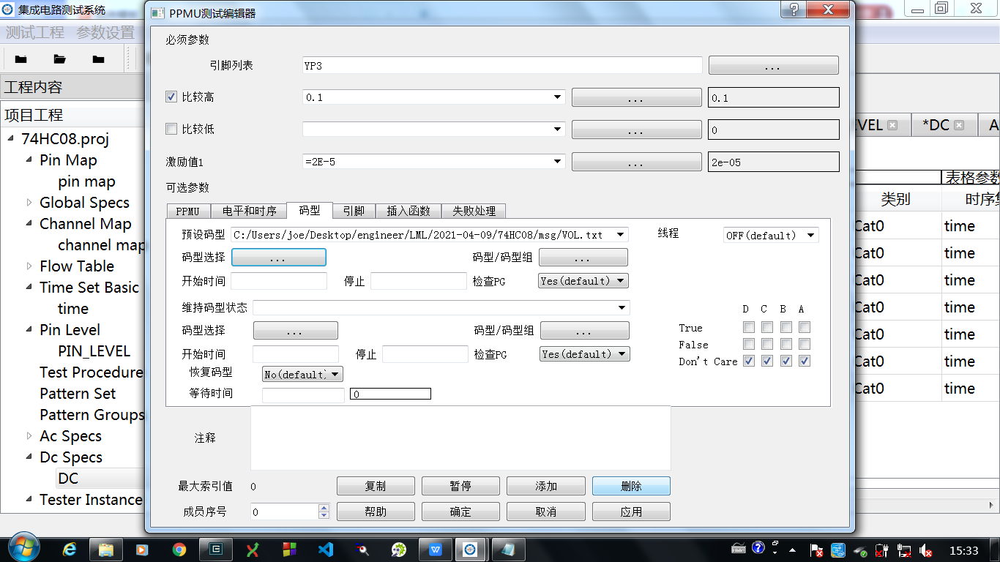 集成电路测试系统
PPMU测试编辑器
测试工程 参数设置
工程内容
项目工程
74HC08.proj
Pin Map
pin map
Global Specs
Channel Map
channel map
Flow Table
Time Set Basic
time
Pin Level
PIN_LEVEL
Test Procedure
Pattern Set
Pattern Groups
Ac Specs
Dc Specs
DC
Tester Instance
必须参数
引脚列表 YP3 ...
比较高 0.1 ... 0.1
比较低 ... 0
激励值1 =2E-5 ... 2e-05
可选参数
PPMU 电平和时序 码型 引脚 插入函数 失败处理
预设码型 C:/Users/joe/Desktop/engineer/LML/2021-04-09/74HC08/msg/VOL.txt 线程 OFF(default)
码型选择 ... 码型/码型组 ...
开始时间 停止 检查PG Yes(default)
维持码型状态 D C B A
码型选择 ... 码型/码型组 ... True
False
开始时间 停止 检查PG Yes(default) Don't Care
恢复码型 No(default)
等待时间 0
注释
最大索引值 0 复制 暂停 添加 删除
成员序号 0 帮助 确定 取消 应用
VEL *DC A
表格参数
类别 时序集
Cat0 time
Cat0 time
Cat0 time
Cat0 time
Cat0 time
Cat0 time
Cat0 time
15:33